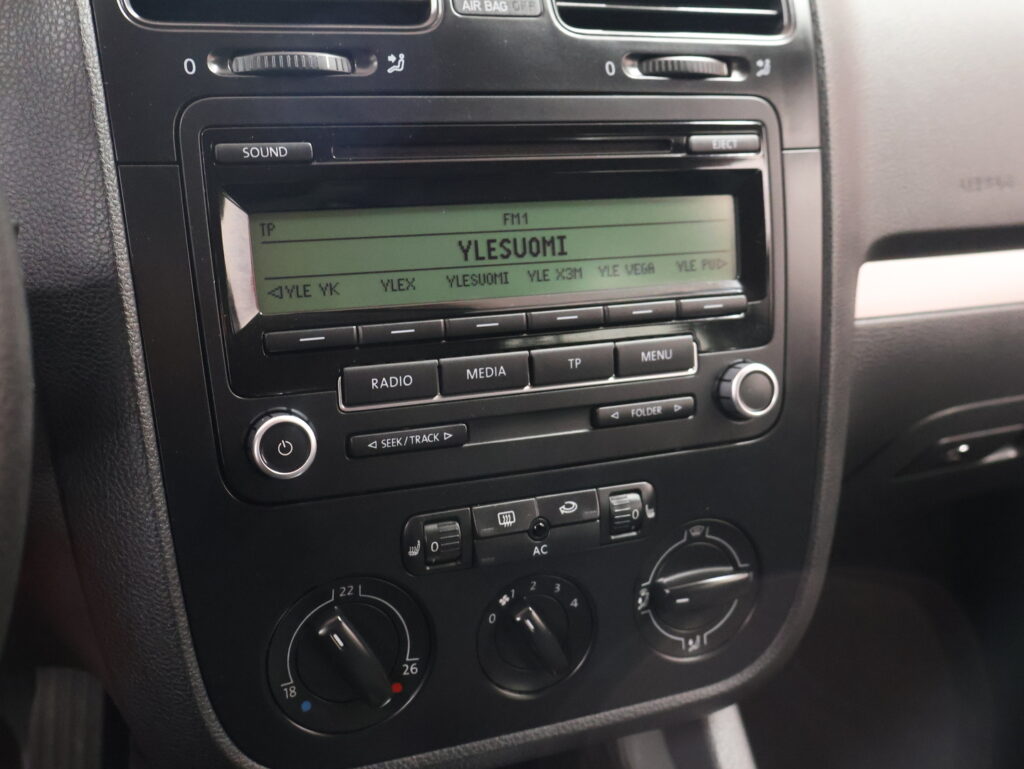 AIR BAG OFF
0
0
SOUND
EJECT
TP
FM1
YLESUOMI
◁YLE YK YLEX YLESUOMI YLE X3M YLE VEGA YLE PU▷
RADIO MEDIA TP MENU
◁ SEEK/TRACK ▷
◁ FOLDER ▷
0
0
AC
18 22 26
0 1 2 3 4